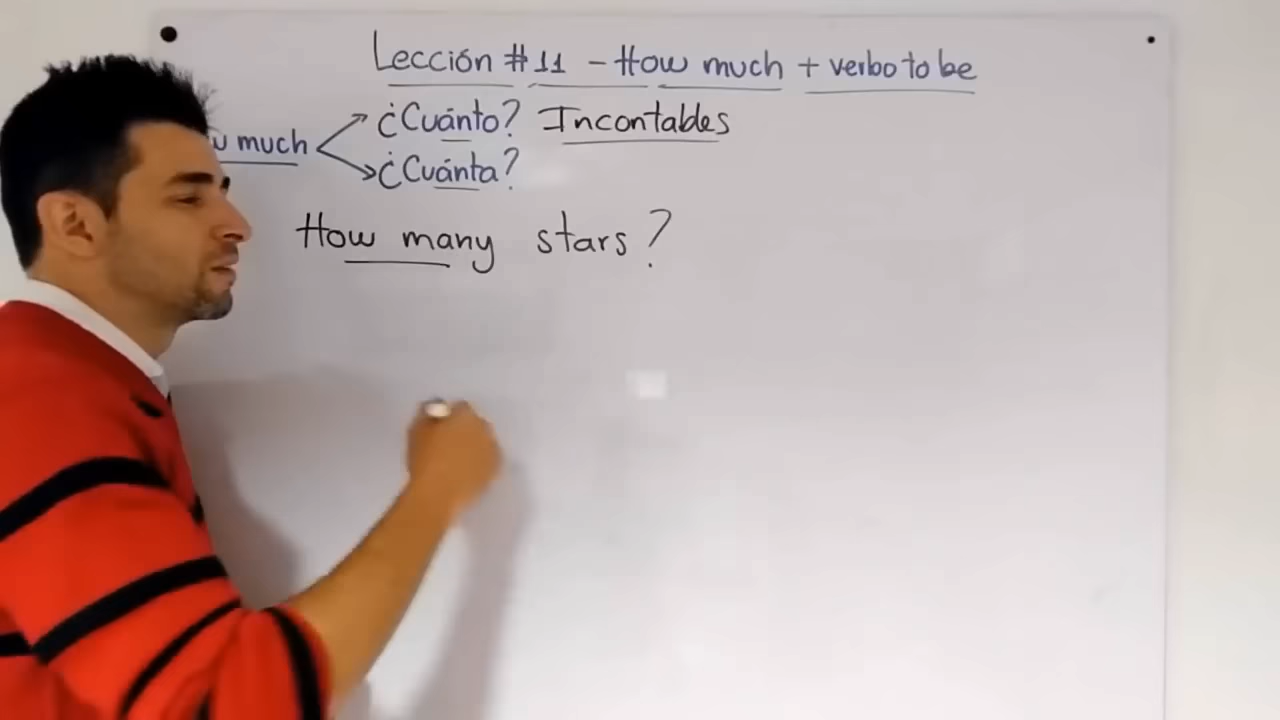 Lección #11 - How much + verbo to be
much
¿Cuánto? Incontables
¿Cuánta?
How many stars?